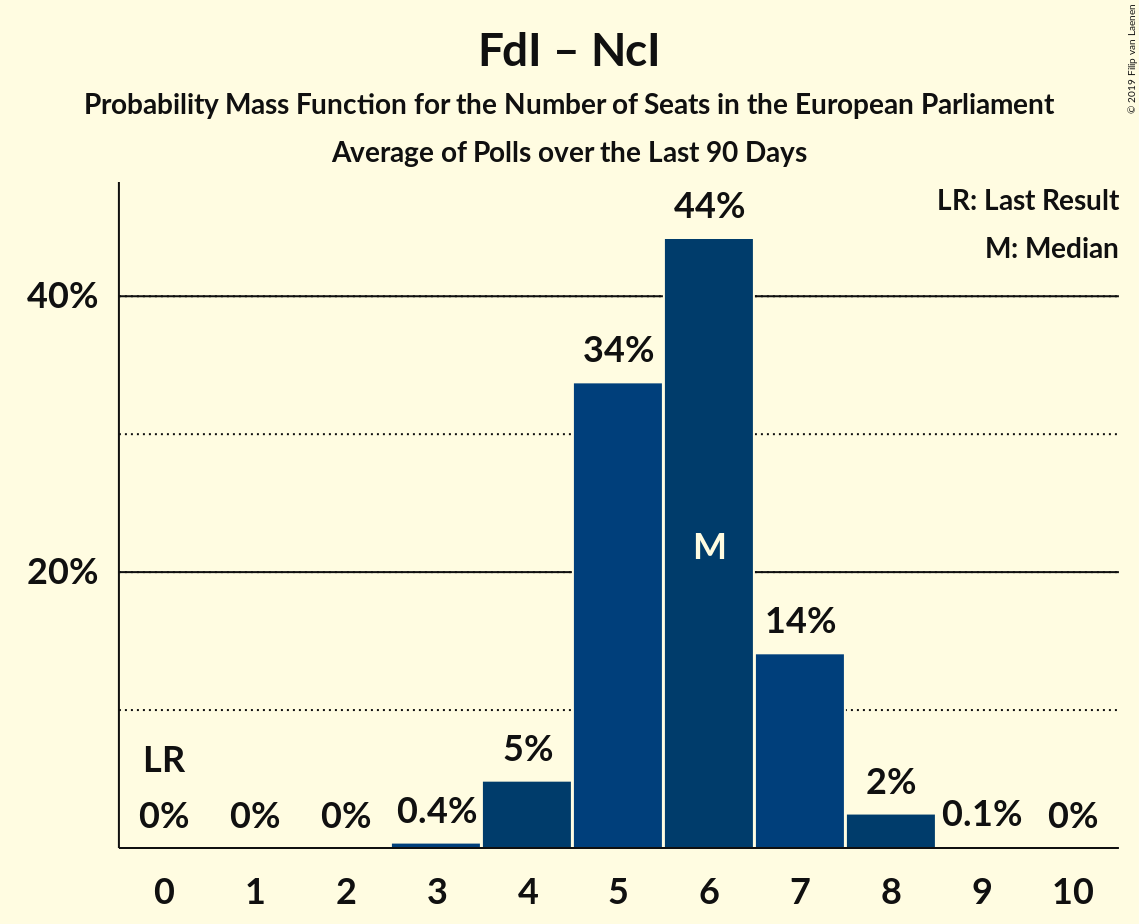 FdI – NcI
Probability Mass Function for the Number of Seats in the European Parliament
Average of Polls over the Last 90 Days
© 2019 Filip van Laenen
LR: Last Result
M: Median
40%
20%
LR
0%
0%
0%
0.4%
5%
34%
44%
M
14%
2%
0.1%
0%
0 1 2 3 4 5 6 7 8 9 10